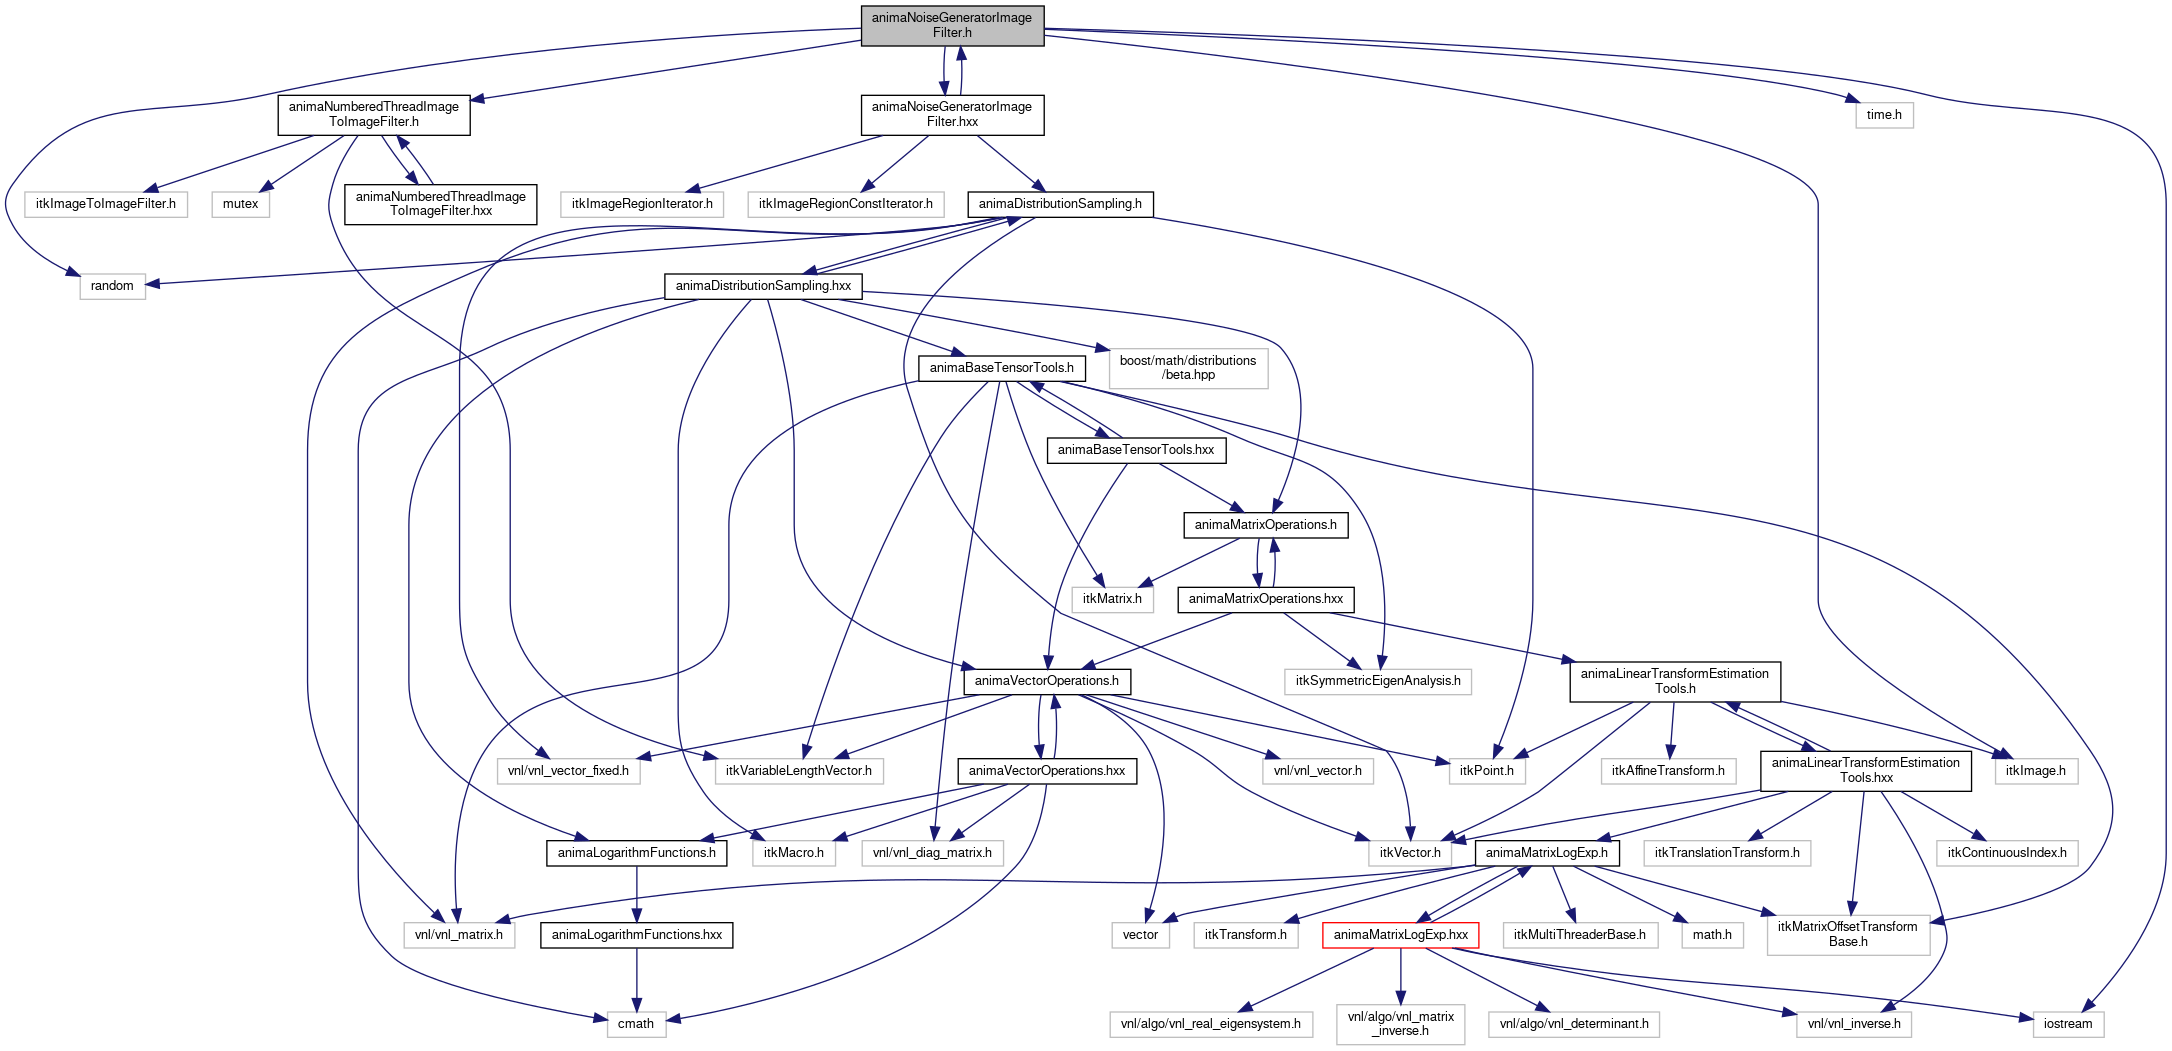 animaNoiseGeneratorImage
Filter.h
animaNumberedThreadImage
ToImageFilter.h
animaNoiseGeneratorImage
Filter.hxx
time.h
itkImageToImageFilter.h
mutex
animaNumberedThreadImage
ToImageFilter.hxx
itkImageRegionIterator.h
itkImageRegionConstIterator.h
animaDistributionSampling.h
random
animaDistributionSampling.hxx
animaBaseTensorTools.h
boost/math/distributions
/beta.hpp
animaBaseTensorTools.hxx
animaMatrixOperations.h
itkMatrix.h
animaMatrixOperations.hxx
animaVectorOperations.h
itkSymmetricEigenAnalysis.h
animaLinearTransformEstimation
Tools.h
vnl/vnl_vector_fixed.h
itkVariableLengthVector.h
animaVectorOperations.hxx
vnl/vnl_vector.h
itkPoint.h
itkAffineTransform.h
animaLinearTransformEstimation
Tools.hxx
itkImage.h
animaLogarithmFunctions.h
itkMacro.h
vnl/vnl_diag_matrix.h
itkVector.h
animaMatrixLogExp.h
itkTranslationTransform.h
itkContinuousIndex.h
vnl/vnl_matrix.h
animaLogarithmFunctions.hxx
vector
itkTransform.h
animaMatrixLogExp.hxx
itkMultiThreaderBase.h
math.h
itkMatrixOffsetTransform
Base.h
cmath
vnl/algo/vnl_real_eigensystem.h
vnl/algo/vnl_matrix
_inverse.h
vnl/algo/vnl_determinant.h
vnl/vnl_inverse.h
iostream